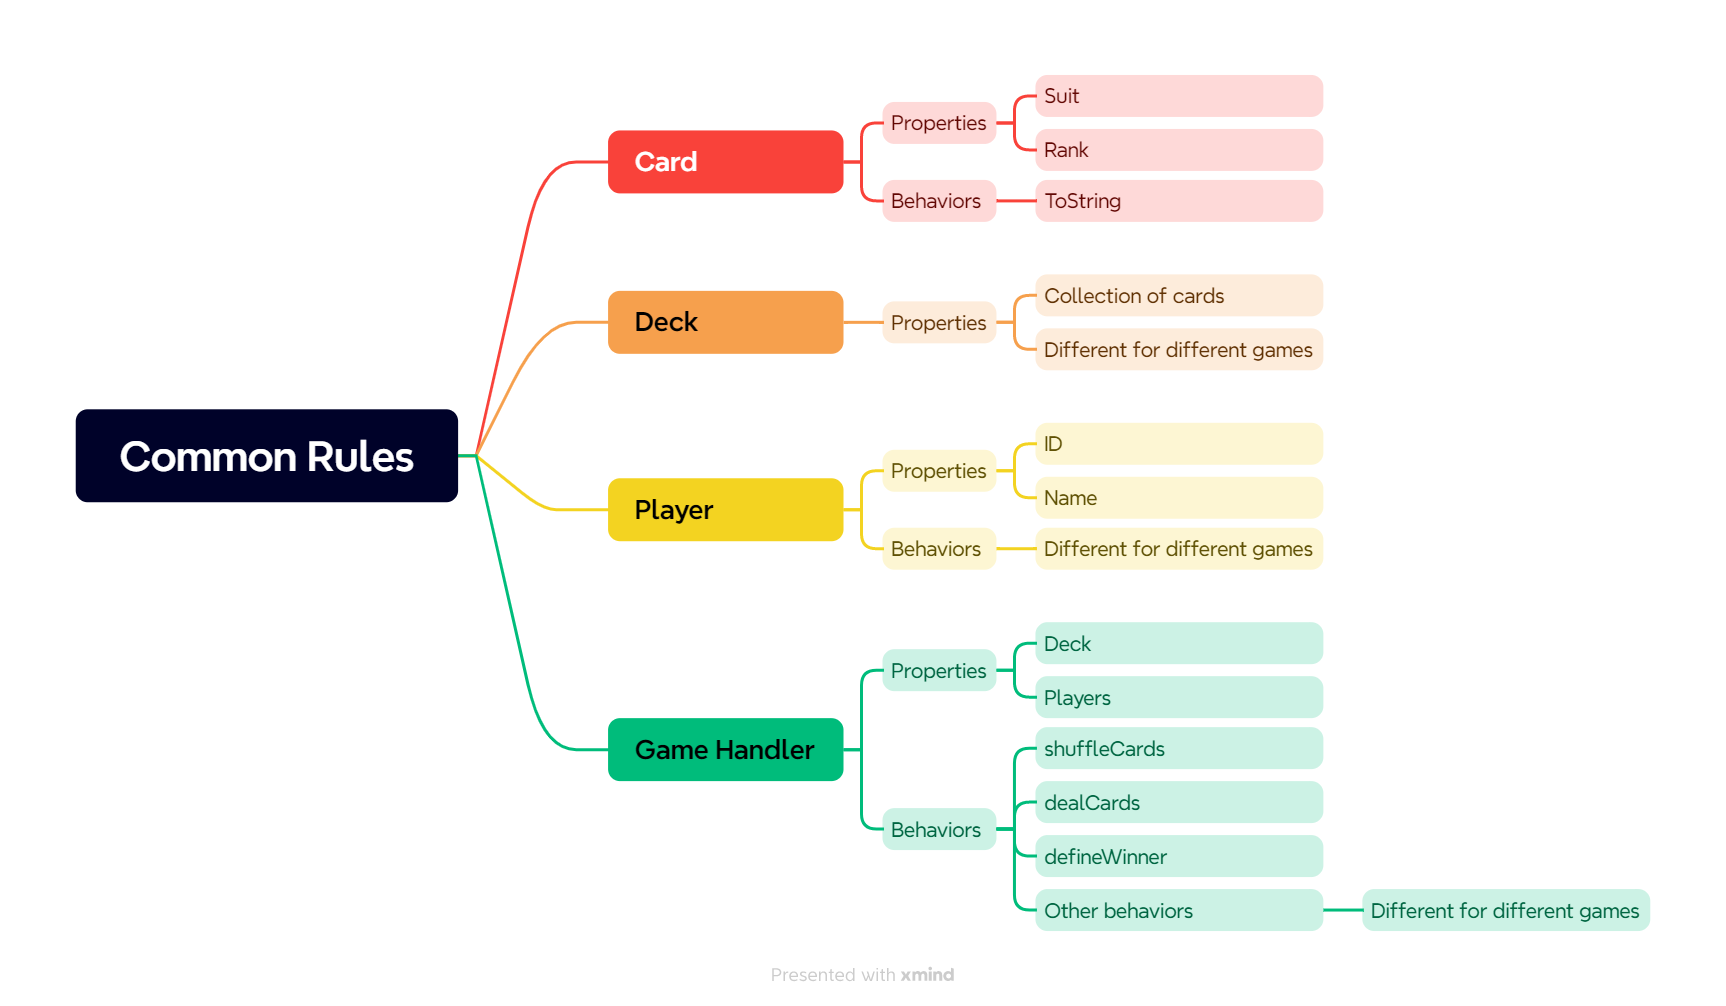 Common Rules
Card
Properties
Suit
Rank
Behaviors
ToString
Deck
Properties
Collection of cards
Different for different games
Player
Properties
ID
Name
Behaviors
Different for different games
Game Handler
Properties
Deck
Players
Behaviors
shuffleCards
dealCards
defineWinner
Other behaviors
Different for different games
Presented with xmind